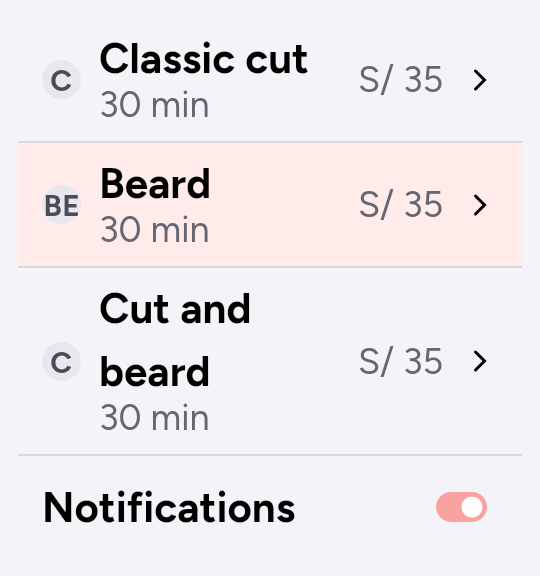 C Classic cut S/ 35
30 min
BE Beard S/ 35
30 min
Cut and
C beard S/ 35
30 min
Notifications